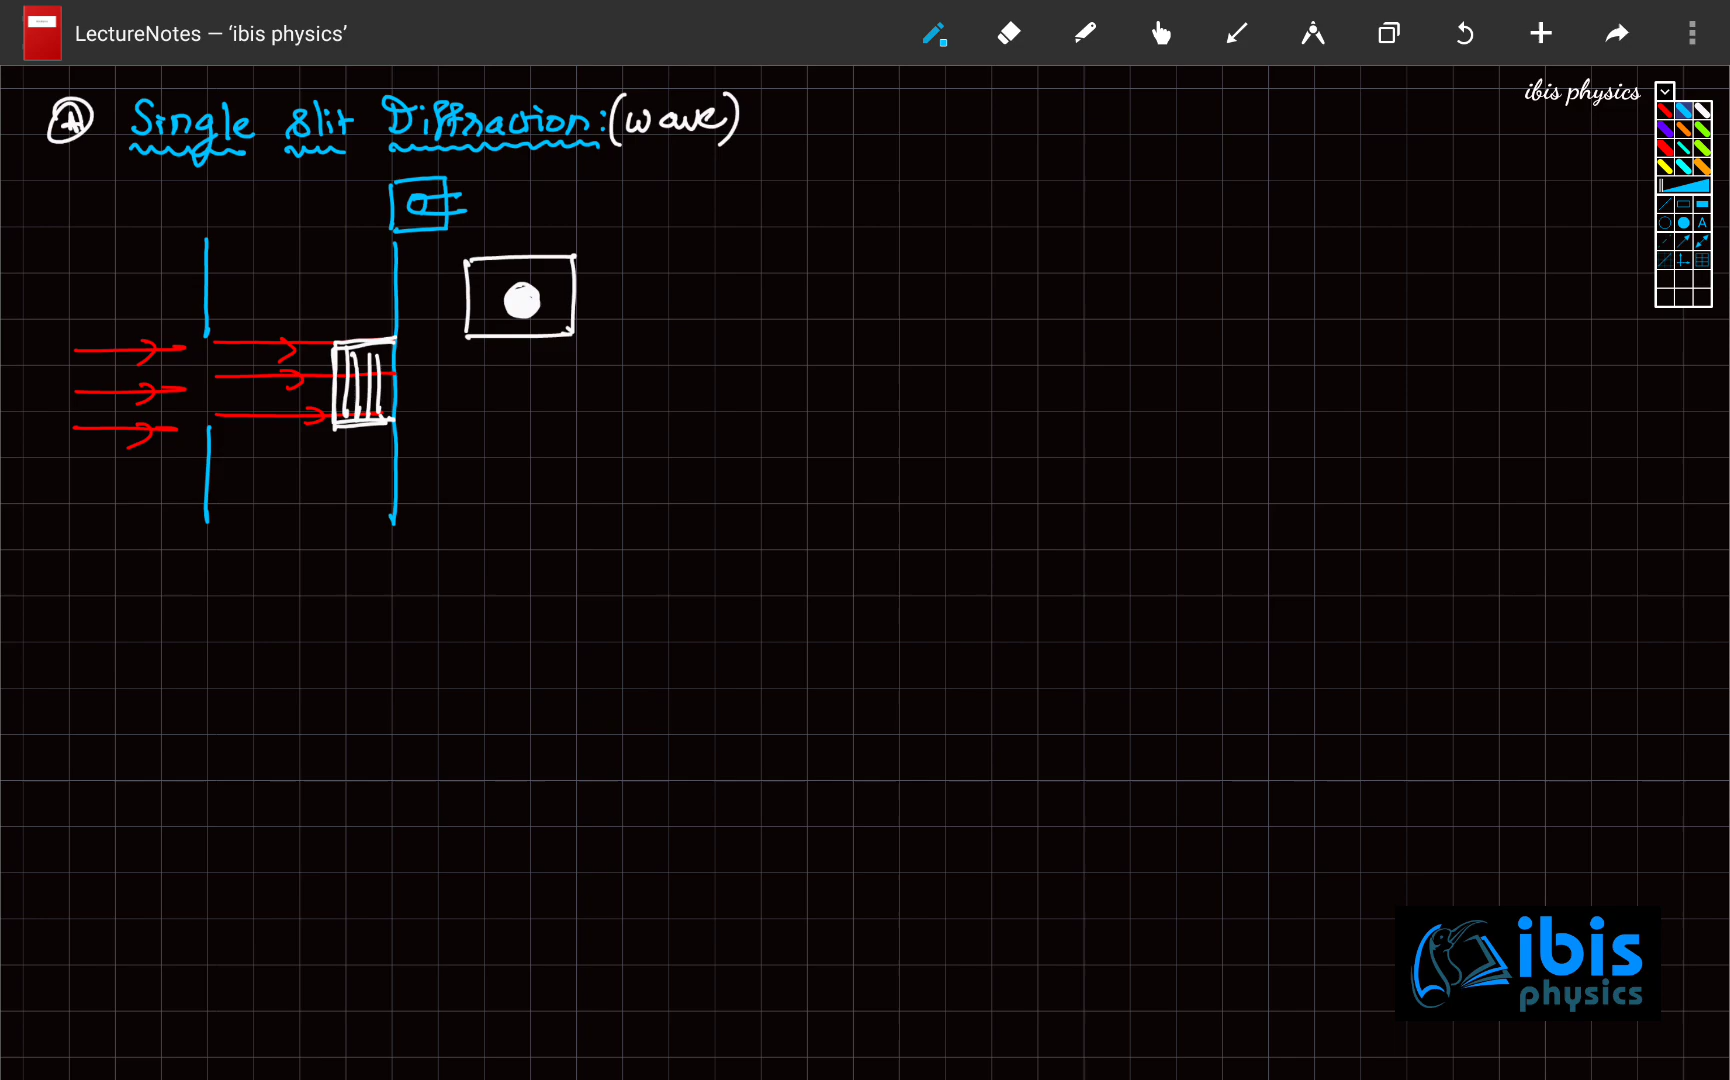 LectureNotes — ‘ibis physics’
ibis physics
A Single Slit Diffraction: (wave)
A
ibis
physics